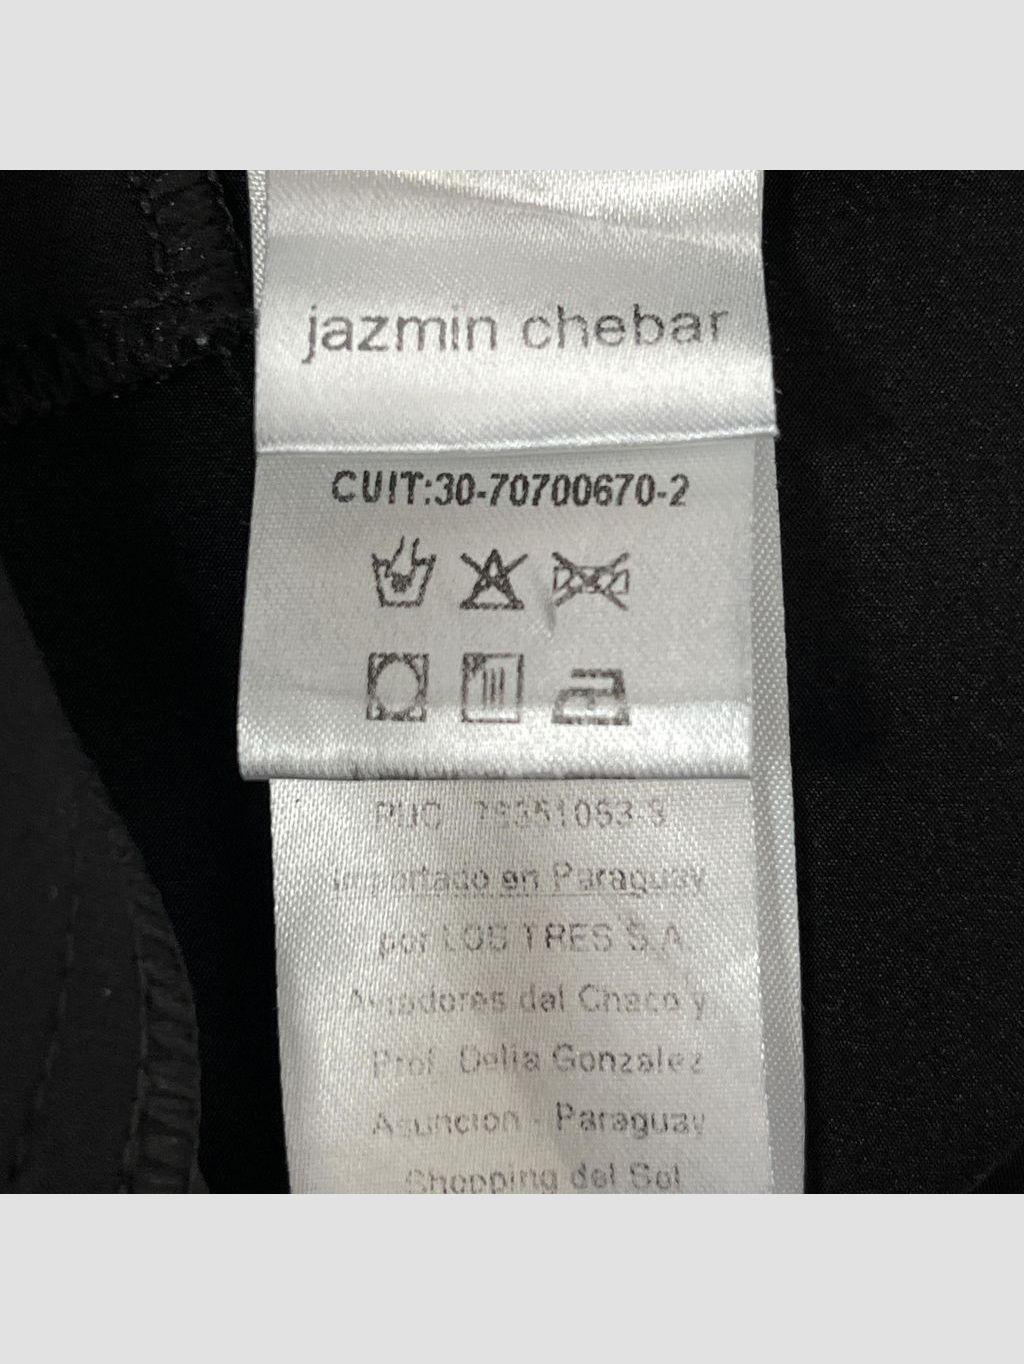 jazmin chebar
CUIT:30-70700670-2
RUC
Importado en Paraguay
por LOS TRES S.A.
Aviadores del Chaco y
Prof. Delia Gonzalez
Asuncion - Paraguay
Shopping del Sol